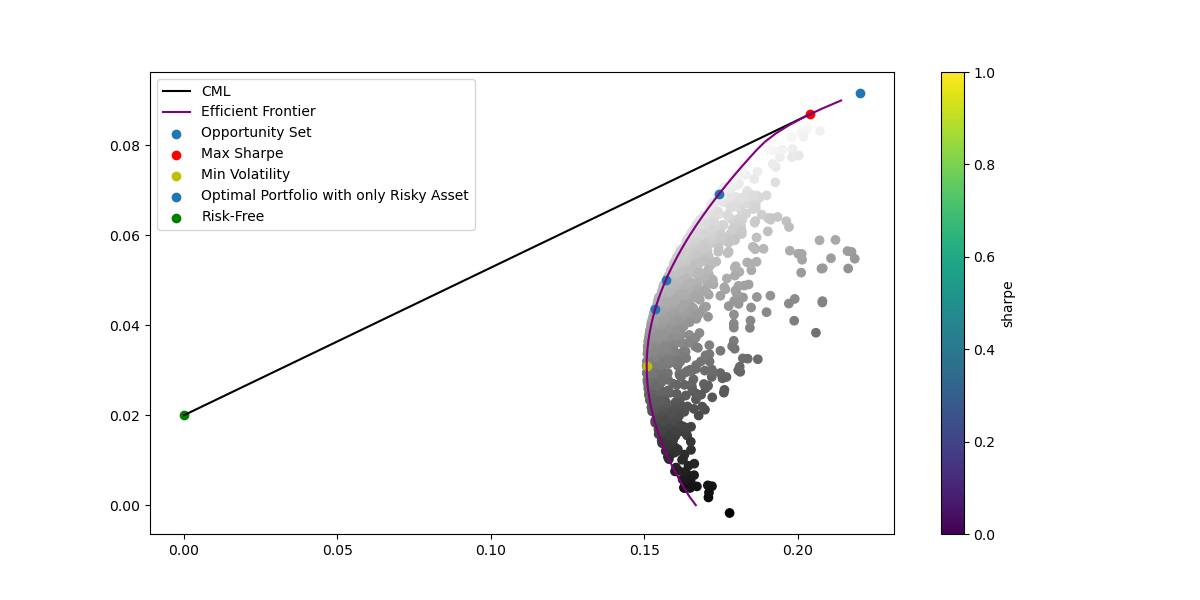 CML
Efficient Frontier
Opportunity Set
Max Sharpe
Min Volatility
Optimal Portfolio with only Risky Asset
Risk-Free
0.08
0.06
0.04
0.02
0.00
0.00 0.05 0.10 0.15 0.20
1.0
0.8
0.6
0.4
0.2
0.0
sharpe